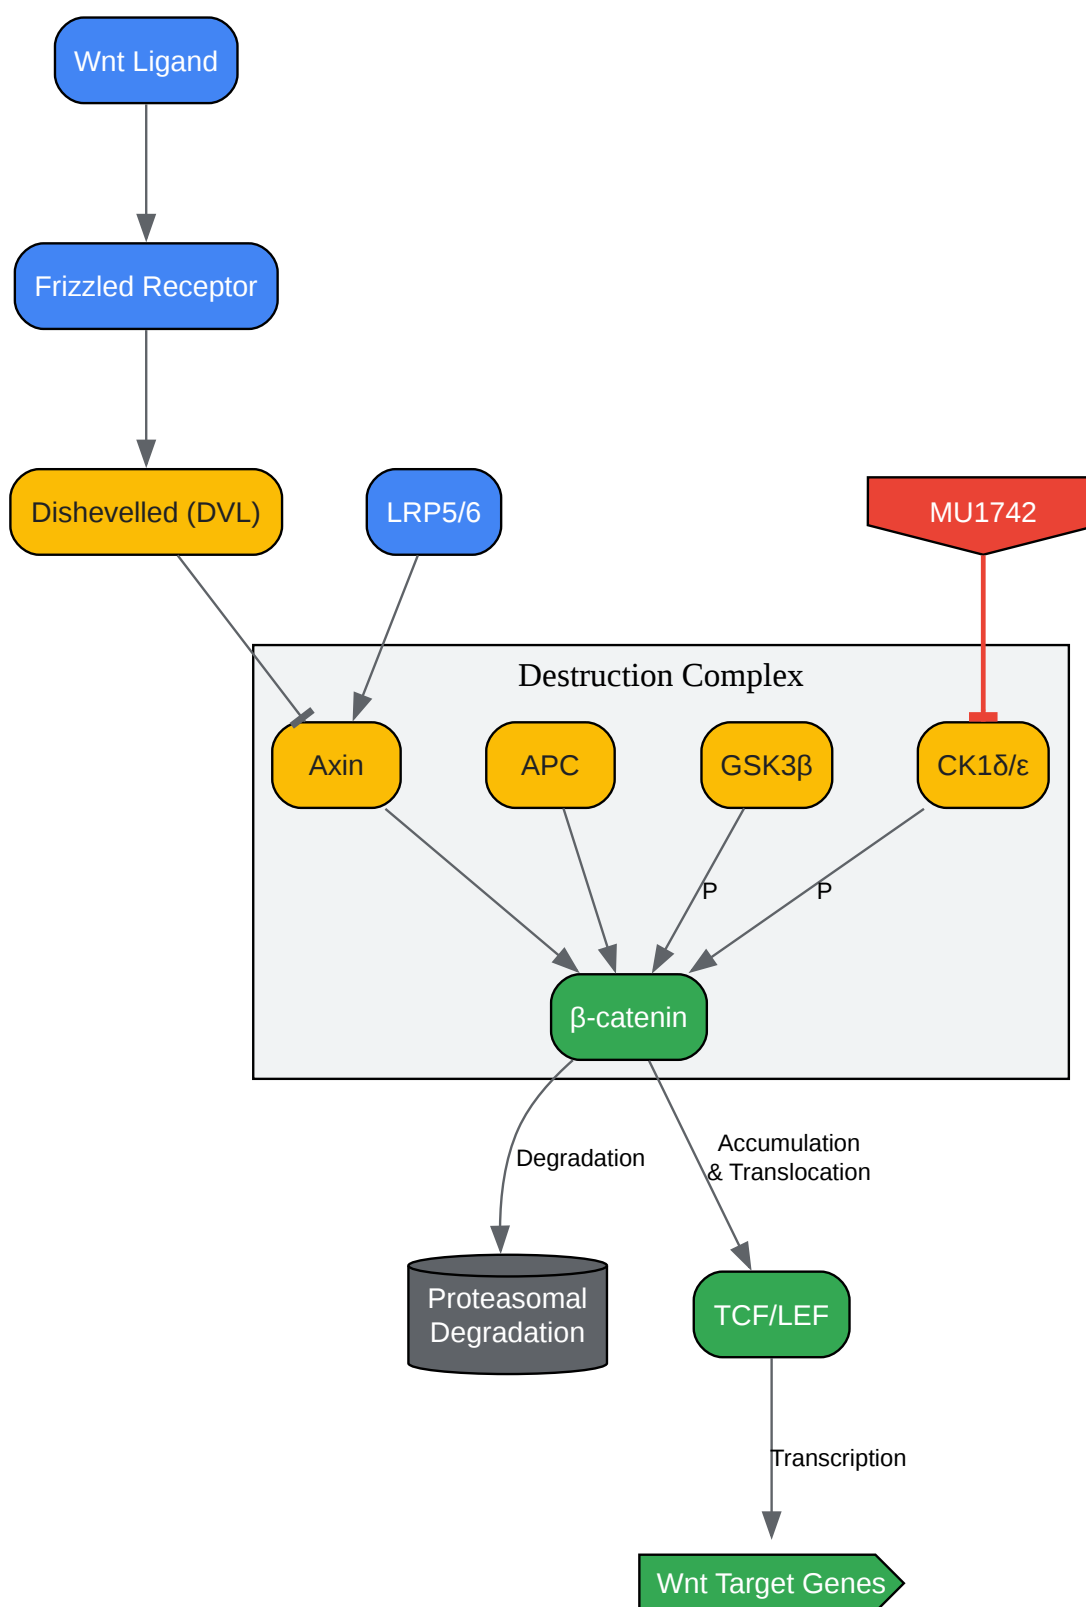 Wnt Ligand
Frizzled Receptor
Dishevelled (DVL)
LRP5/6
MU1742
Destruction Complex
Axin
APC
GSK3β
CK1δ/ε
P
P
β-catenin
Degradation
Accumulation
& Translocation
Proteasomal
Degradation
TCF/LEF
Transcription
Wnt Target Genes